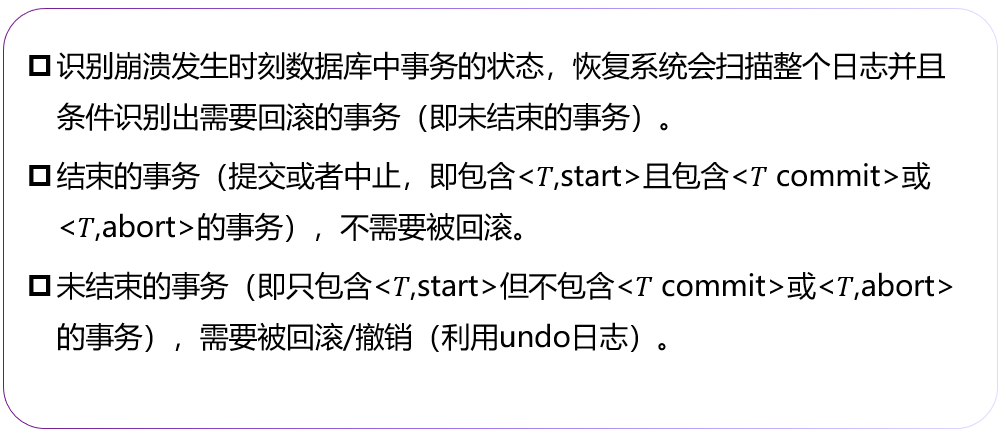 识别崩溃发生时刻数据库中事务的状态，恢复系统会扫描整个日志并且
条件识别出需要回滚的事务（即未结束的事务）。
结束的事务（提交或者中止，即包含<T,start>且包含<T commit>或
<T,abort>的事务），不需要被回滚。
未结束的事务（即只包含<T,start>但不包含<T commit>或<T,abort>
的事务），需要被回滚/撤销（利用undo日志）。